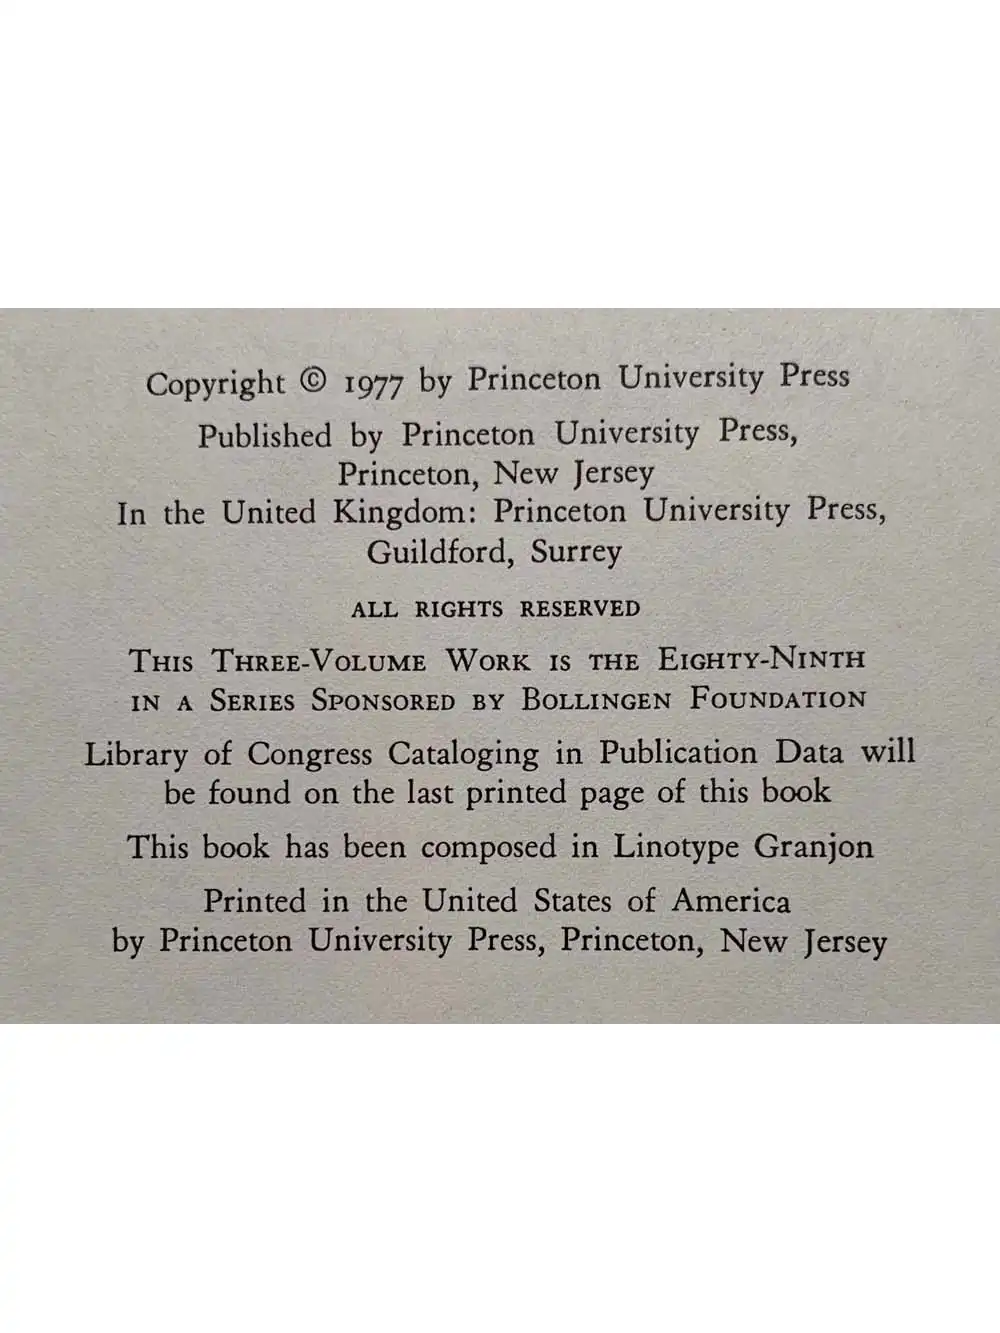 Copyright © 1977 by Princeton University Press
Published by Princeton University Press,
Princeton, New Jersey
In the United Kingdom: Princeton University Press,
Guildford, Surrey
ALL RIGHTS RESERVED
THIS THREE-VOLUME WORK IS THE EIGHTY-NINTH
IN A SERIES SPONSORED BY BOLLINGEN FOUNDATION
Library of Congress Cataloging in Publication Data will
be found on the last printed page of this book
This book has been composed in Linotype Granjon
Printed in the United States of America
by Princeton University Press, Princeton, New Jersey